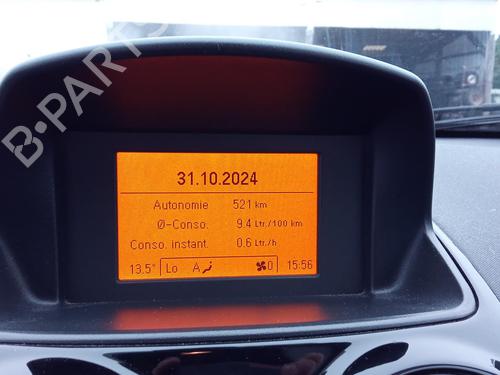 B-PARTS
31.10.2024
Autonomie 521 km
Ø-Conso. 9.4 Ltr./100 km
Conso. instant. 0.6 Ltr./h
13.5° Lo A 0 15:56